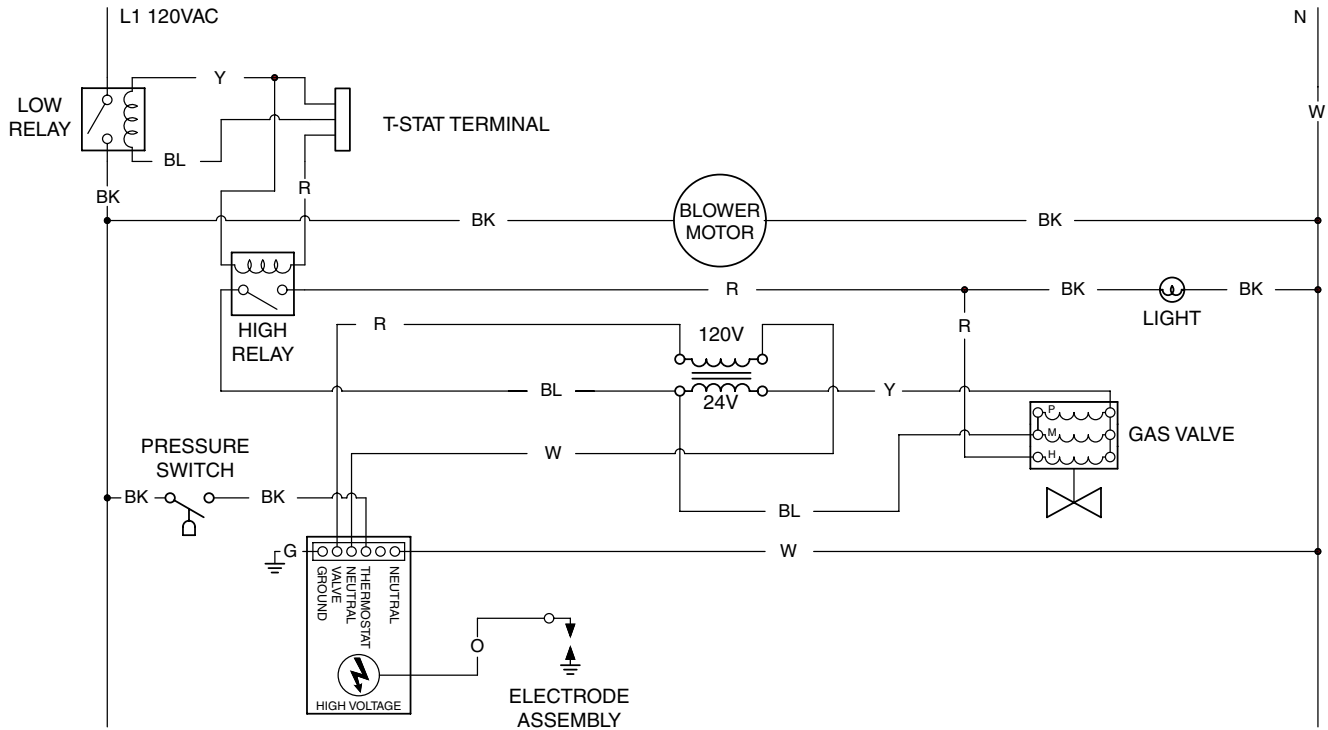 L1 120VAC
N
Y
LOW
RELAY
T-STAT TERMINAL
W
BL
BK
R
BK
BLOWER
MOTOR
BK
R
BK
BK
LIGHT
HIGH
RELAY
R
120V
R
BL
24V
Y
P
M
H
GAS VALVE
PRESSURE
SWITCH
W
BK
BK
BL
G
W
GROUND
VALVE
NEUTRAL
THERMOSTAT
NEUTRAL
O
HIGH VOLTAGE
ELECTRODE
ASSEMBLY